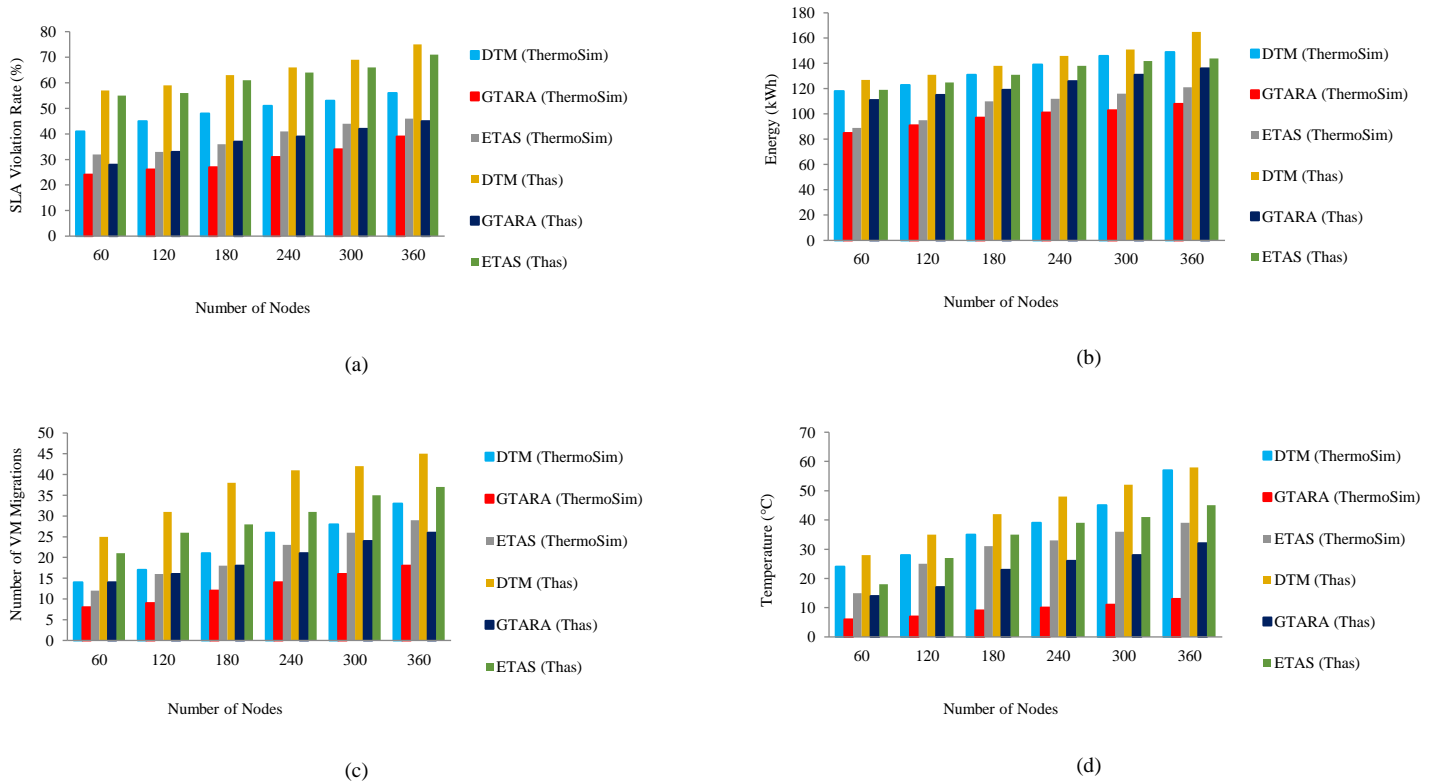 SLA Violation Rate (%)
80
70
60
50
40
30
20
10
0
60 120 180 240 300 360
Number of Nodes
DTM (ThermoSim)
GTARA (ThermoSim)
ETAS (ThermoSim)
DTM (Thas)
GTARA (Thas)
ETAS (Thas)
(a)
Energy (kWh)
180
160
140
120
100
80
60
40
20
0
60 120 180 240 300 360
Number of Nodes
DTM (ThermoSim)
GTARA (ThermoSim)
ETAS (ThermoSim)
DTM (Thas)
GTARA (Thas)
ETAS (Thas)
(b)
Number of VM Migrations
50
45
40
35
30
25
20
15
10
5
0
60 120 180 240 300 360
Number of Nodes
DTM (ThermoSim)
GTARA (ThermoSim)
ETAS (ThermoSim)
DTM (Thas)
GTARA (Thas)
ETAS (Thas)
(c)
Temperature (°C)
70
60
50
40
30
20
10
0
60 120 180 240 300 360
Number of Nodes
DTM (ThermoSim)
GTARA (ThermoSim)
ETAS (ThermoSim)
DTM (Thas)
GTARA (Thas)
ETAS (Thas)
(d)